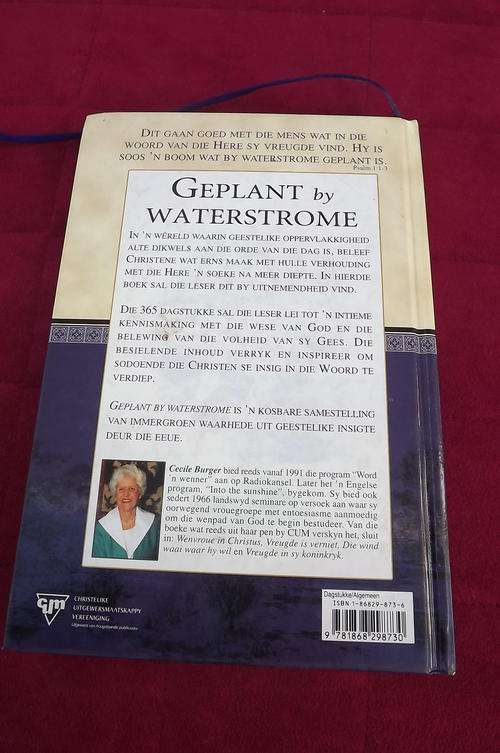 DIT GAAN GOED MET DIE MENS WAT IN DIE
WOORD VAN DIE HERE SY VREUGDE VIND. HY IS
SOOS 'N BOOM WAT BY WATERSTROME GEPLANT IS.
Psalm 1:1-3
GEPLANT by
WATERSTROME
IN 'N WÊRELD WAARIN GEESTELIKE OPPERVLAKKIGHEID
ALTE DIKWELS AAN DIE ORDE VAN DIE DAG IS, BELEEF
CHRISTENE WAT ERNS MAAK MET HULLE VERHOUDING
MET DIE HERE 'N SOEKE NA MEER DIEPTE. IN HIERDIE
BOEK SAL DIE LESER DIT BY UITNEMENDHEID VIND.
DIE 365 DAGSTUKKE SAL DIE LESER LEI TOT 'N INTIEME
KENNISMAKING MET DIE WESE VAN GOD EN DIE
BELEWING VAN DIE VOLHEID VAN SY GEES. DIE
BESIELENDE INHOUD VERRYK EN INSPIREER OM
SODOENDE DIE CHRISTEN SE INSIG IN DIE WOORD TE
VERDIEP.
GEPLANT BY WATERSTROME IS 'N KOSBARE SAMESTELLING
VAN IMMERGROEN WAARHEDE UIT GEESTELIKE INSIGTE
DEUR DIE EEUE.
Cecile Burger bied reeds vanaf 1991 die program "Word
'n wenner" aan op Radiokansel. Later het 'n Engelse
program, "Into the sunshine", bygekom. Sy bied ook
sedert 1966 landswyd seminare op versoek aan waar sy
oorwegend vrouegroepe met entoesiasme aanmoedig
om die wenpad van God te begin bestudeer. Van die
boeke wat reeds uit haar pen by CUM verskyn het, sluit
in: Wenvroue in Christus, Vreugde is verniet, Die wind
waai waar hy wil en Vreugde in sy koninkryk.
CUM
CHRISTELIKE
UITGEWERSMAATSKAPPY
VERENIGING
Dagstukke/Algemeen
ISBN 1-86829-873-6
9 781868 298730